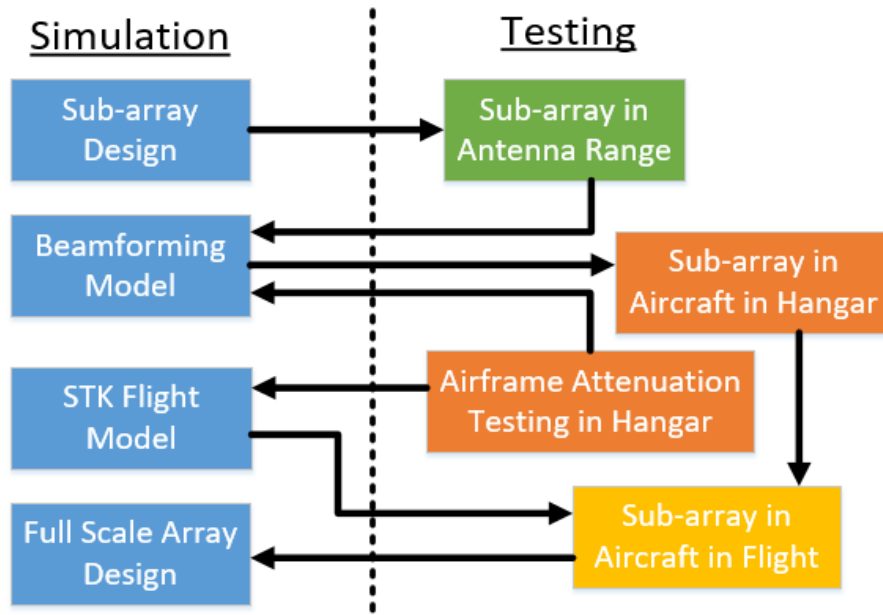 Simulation
Testing
Sub-array
Design
Sub-array in
Antenna Range
Beamforming
Model
Sub-array in
Aircraft in Hangar
STK Flight
Model
Airframe Attenuation
Testing in Hangar
Full Scale Array
Design
Sub-array in
Aircraft in Flight